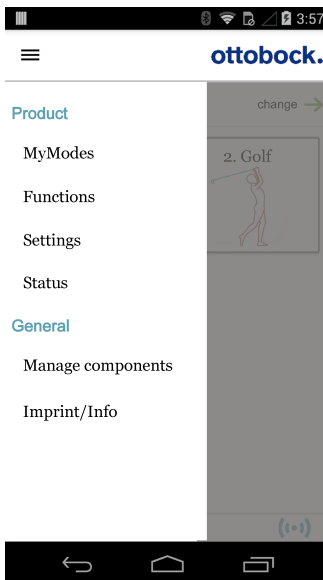 3:57
ottobock.
Product
change
MyModes
2. Golf
Functions
Settings
Status
General
Manage components
Imprint/Info